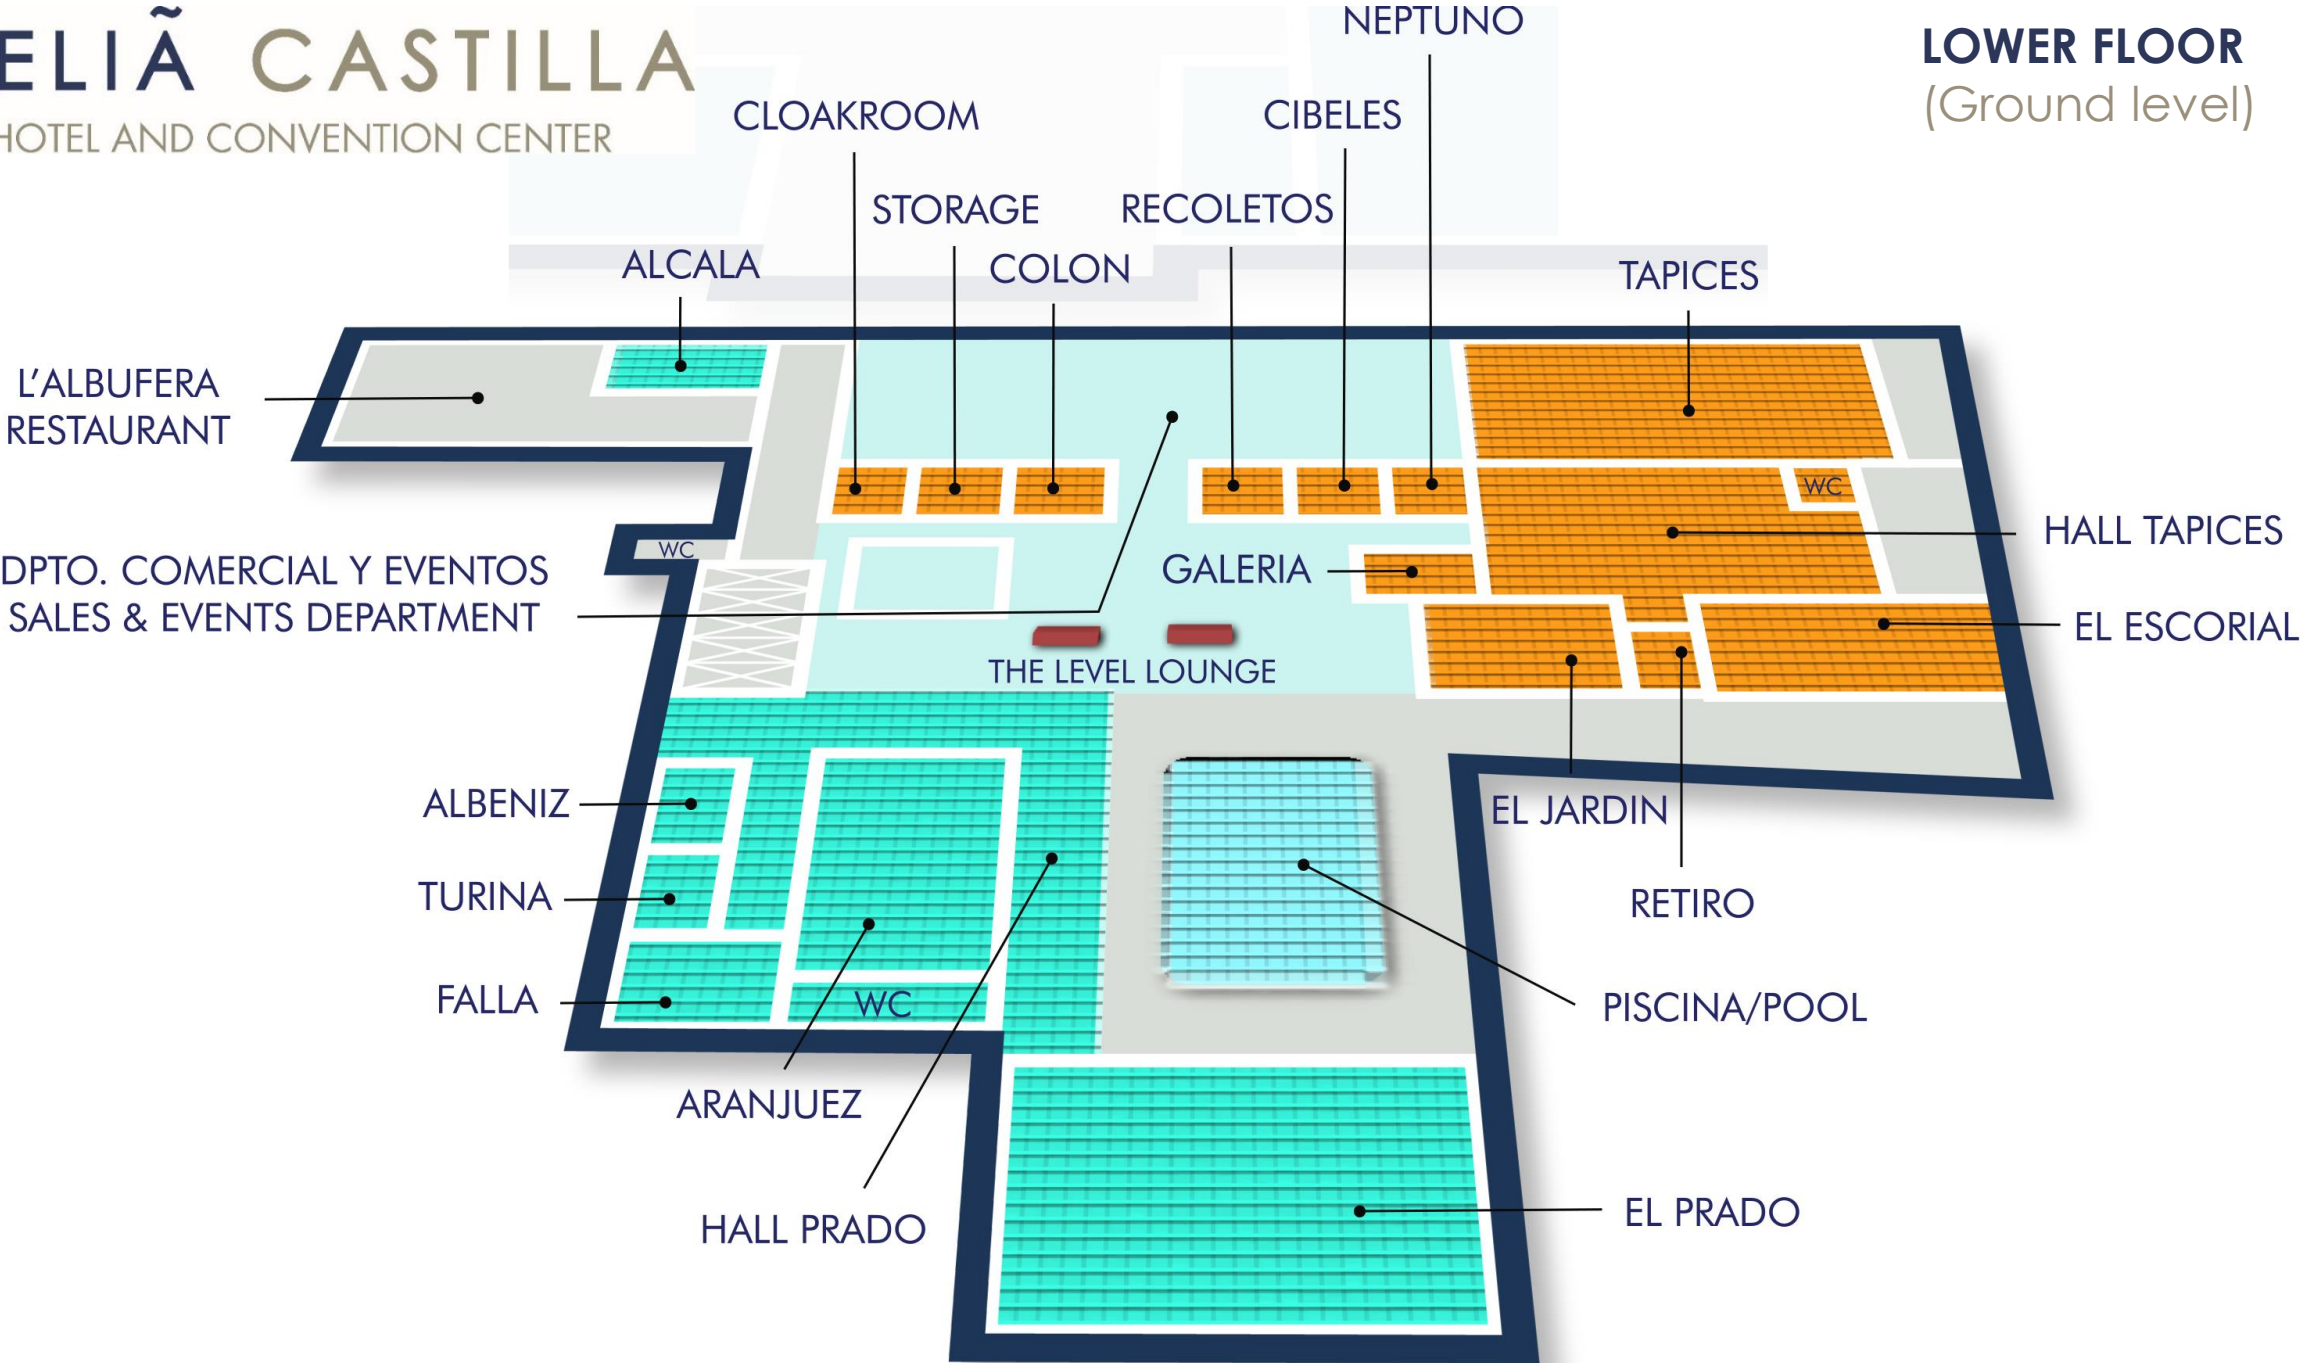 ELIÃ CASTILLA
HOTEL AND CONVENTION CENTER
LOWER FLOOR
(Ground level)
NEPTUNO
CLOAKROOM
CIBELES
STORAGE
RECOLETOS
ALCALA
COLON
TAPICES
L'ALBUFERA
RESTAURANT
WC
HALL TAPICES
WC
DPTO. COMERCIAL Y EVENTOS
SALES & EVENTS DEPARTMENT
GALERIA
EL ESCORIAL
THE LEVEL LOUNGE
ALBENIZ
EL JARDIN
TURINA
RETIRO
FALLA
WC
PISCINA/POOL
ARANJUEZ
HALL PRADO
EL PRADO